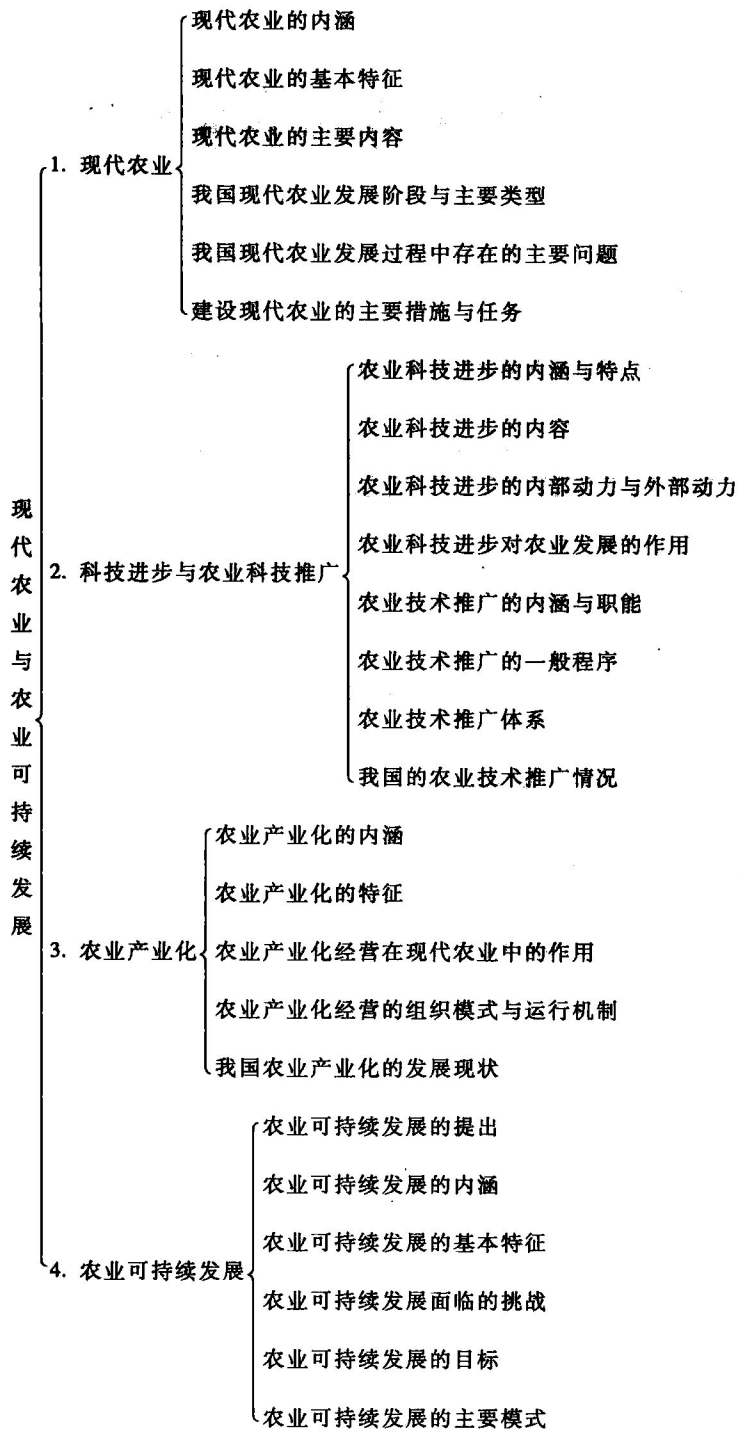 现代农业与农业可持续发展
1. 现代农业
现代农业的内涵
现代农业的基本特征
现代农业的主要内容
我国现代农业发展阶段与主要类型
我国现代农业发展过程中存在的主要问题
建设现代农业的主要措施与任务
2. 科技进步与农业科技推广
农业科技进步的内涵与特点
农业科技进步的内容
农业科技进步的内部动力与外部动力
农业科技进步对农业发展的作用
农业技术推广的内涵与职能
农业技术推广的一般程序
农业技术推广体系
我国的农业技术推广情况
3. 农业产业化
农业产业化的内涵
农业产业化的特征
农业产业化经营在现代农业中的作用
农业产业化经营的组织模式与运行机制
我国农业产业化的发展现状
4. 农业可持续发展
农业可持续发展的提出
农业可持续发展的内涵
农业可持续发展的基本特征
农业可持续发展面临的挑战
农业可持续发展的目标
农业可持续发展的主要模式